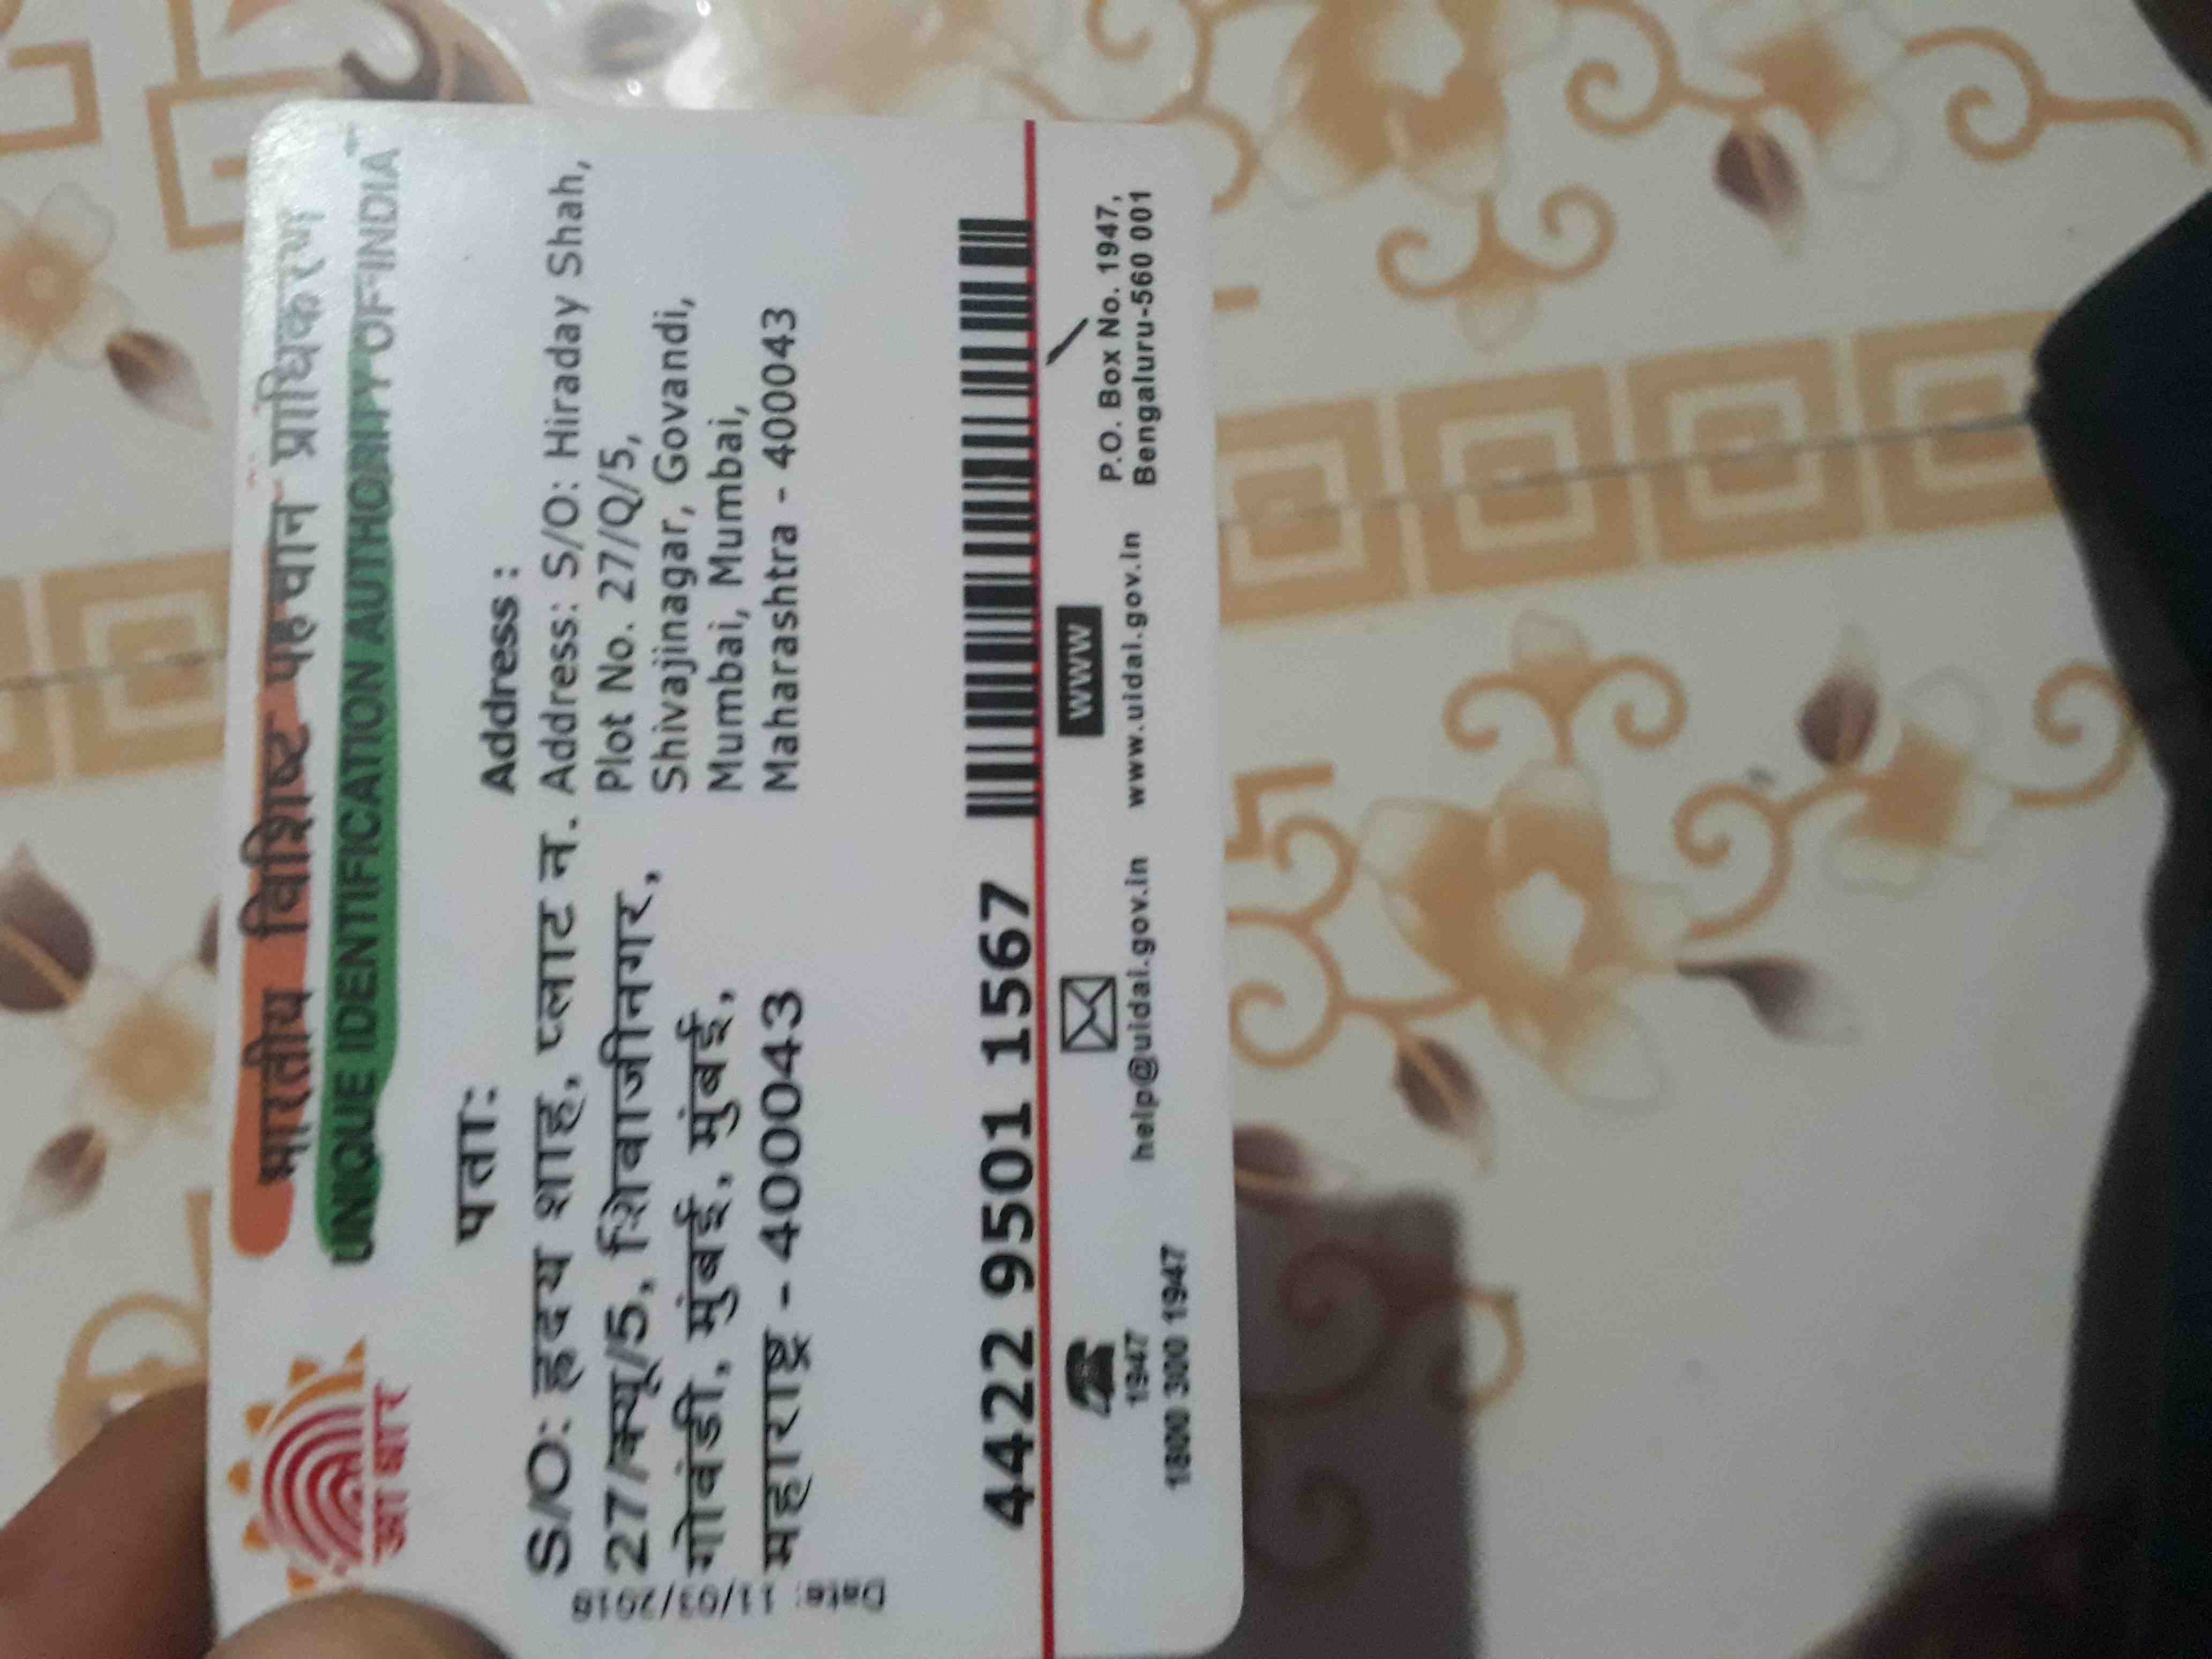 भारतीय विशिष्ट पहचान प्राधिकरण
UNIQUE IDENTIFICATION AUTHORITY OF INDIA
आधार
पता:
S/O: ह्रदय शाह, प्लाट न.
27/क्यू/5, शिवाजीनगर,
गोवंडी, मुंबई, मुंबई,
महाराष्ट्र - 400043
Address :
Address: S/O: Hiraday Shah,
Plot No. 27/Q/5,
Shivajinagar, Govandi,
Mumbai, Mumbai,
Maharashtra - 400043
Date: 11/03/2018
4422 9501 1567
1947
1800 300 1947
help@uidai.gov.in
www
www.uidai.gov.in
P.O. Box No. 1947,
Bengaluru-560 001